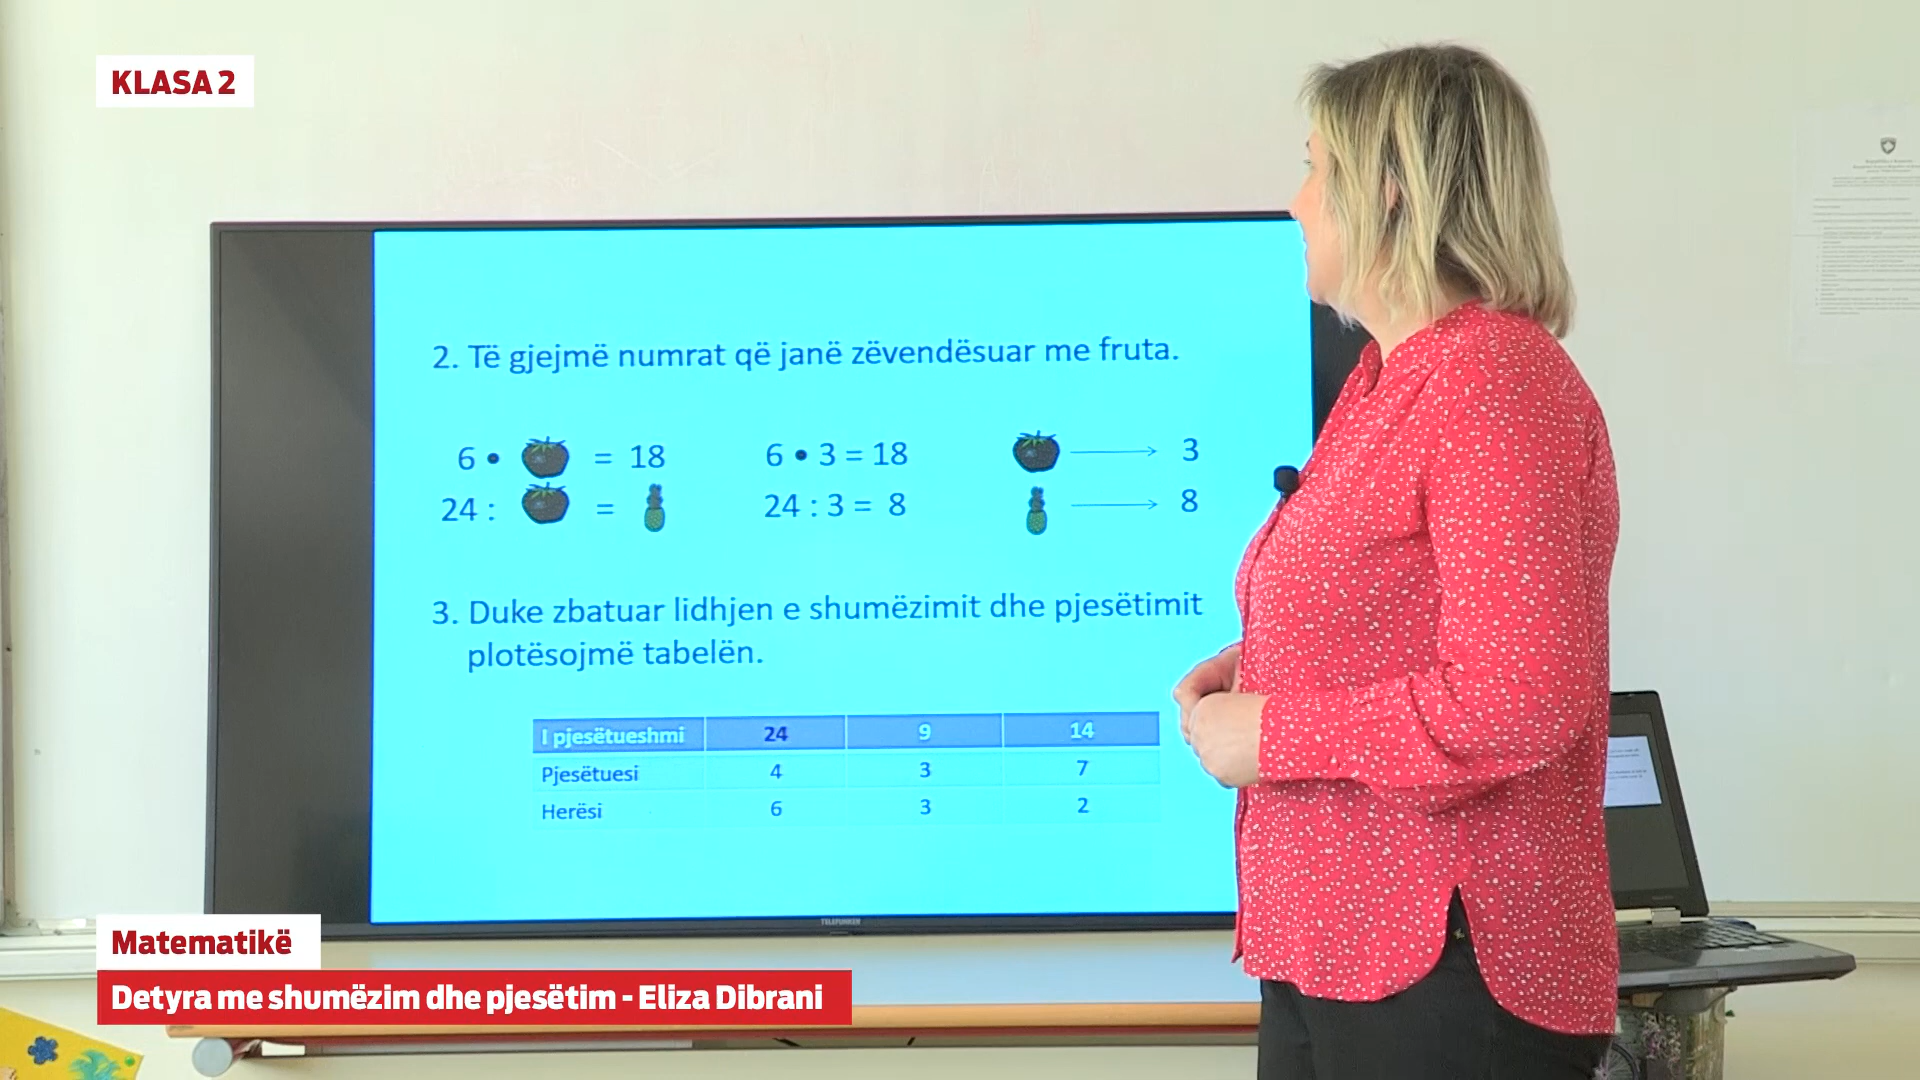 KLASA 2
2. Të gjejmë numrat që janë zëvendësuar me fruta.
6 • = 18 6 • 3 = 18 3
24 : = 24 : 3 = 8 8
3. Duke zbatuar lidhjen e shumëzimit dhe pjesëtimit
plotësojmë tabelën.
I pjesëtueshmi 24 9 14
Pjesëtuesi 4 3 7
Herësi 6 3 2
TELEFUNKEN
Matematikë
Detyra me shumëzim dhe pjesëtim - Eliza Dibrani